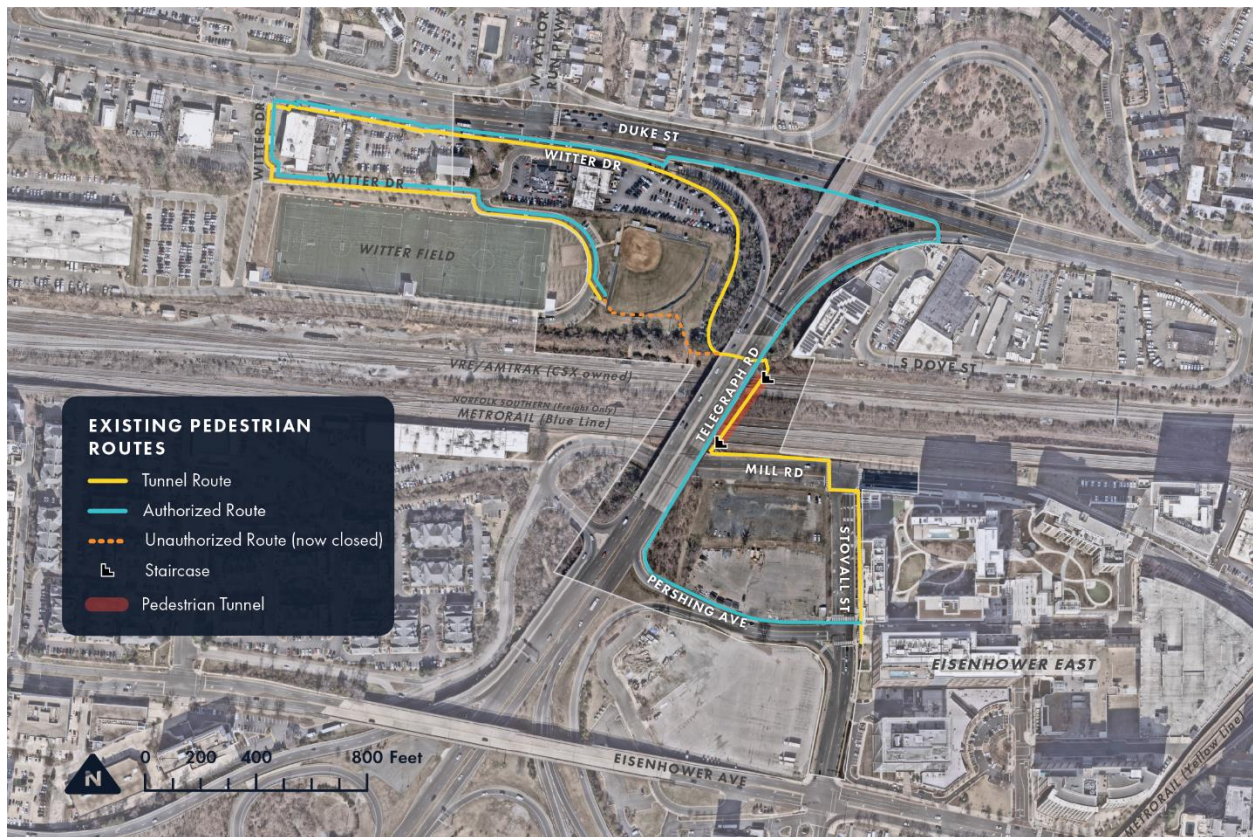 W TAYLOR
RUN PKWY
DUKE ST
WITTER DR
WITTER DR
WITTER DR
WITTER FIELD
TELEGRAPH RD
S DOVE ST
VRE/AMTRAK (CSX owned)
NORFOLK SOUTHERN (Freight Only)
METRORAIL (Blue Line)
MILL RD
STOVALL ST
PERSHING AVE
EISENHOWER EAST
EISENHOWER AVE
METRORAIL (Yellow Line)
EXISTING PEDESTRIAN
ROUTES
Tunnel Route
Authorized Route
Unauthorized Route (now closed)
Staircase
Pedestrian Tunnel
N
0 200 400 800 Feet